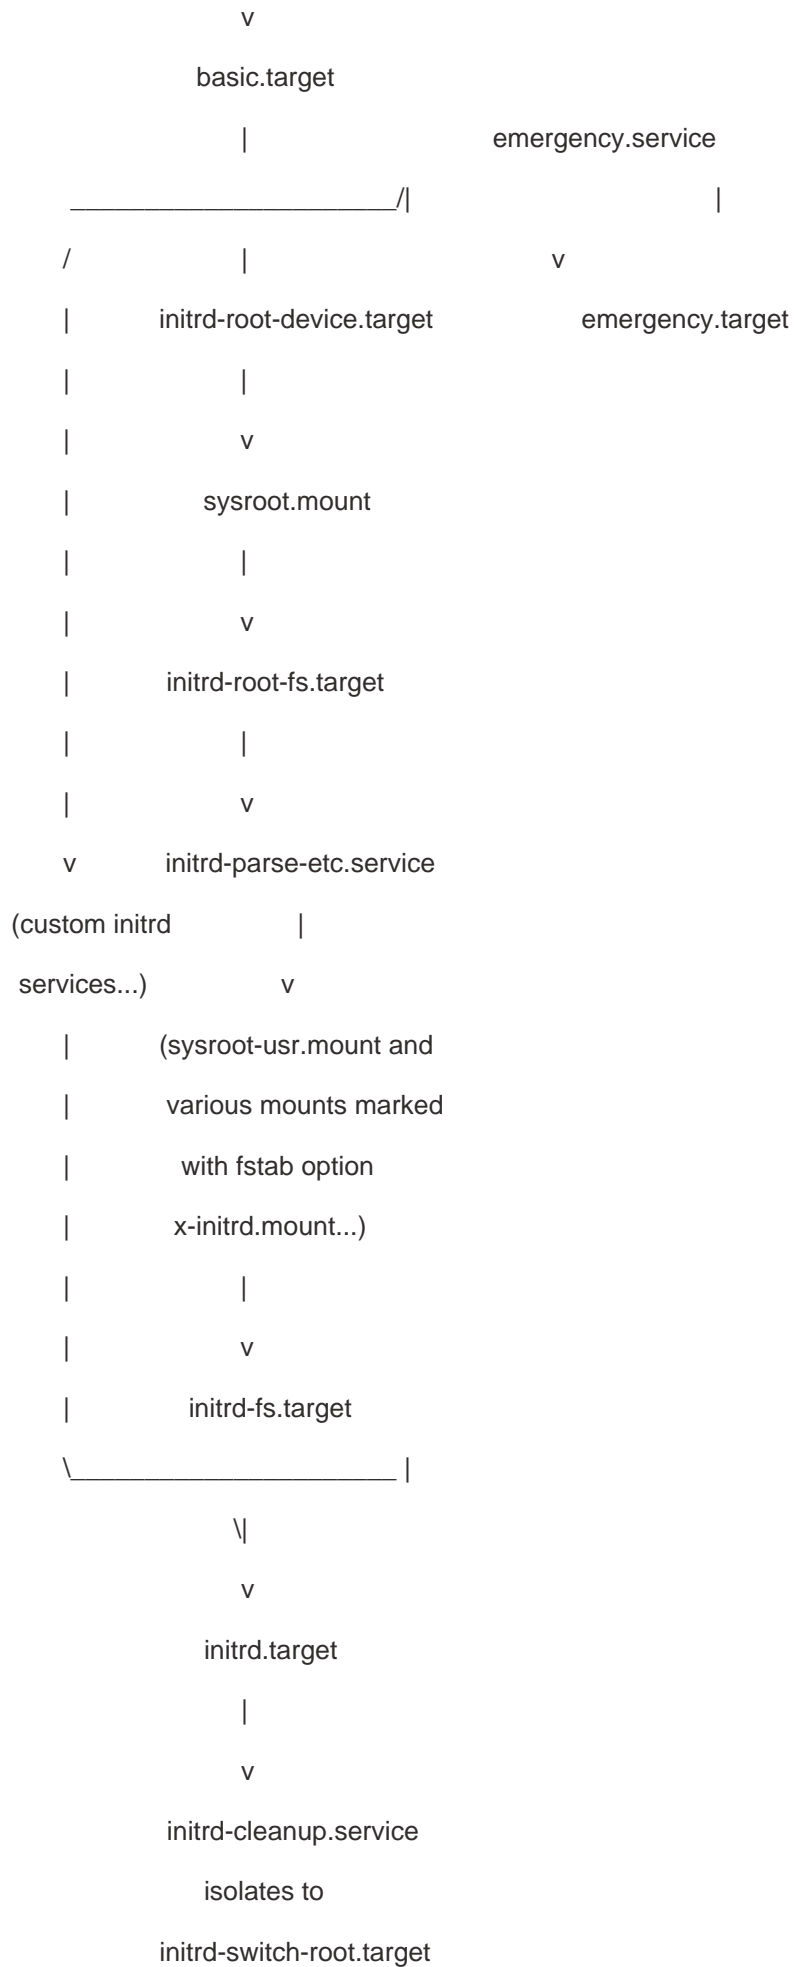 v
basic.target
| emergency.service
______________________/| |
/ | v
| initrd-root-device.target emergency.target
| |
| v
| sysroot.mount
| |
| v
| initrd-root-fs.target
| |
| v
v initrd-parse-etc.service
(custom initrd |
services...) v
| (sysroot-usr.mount and
| various mounts marked
| with fstab option
| x-initrd.mount...)
| |
| v
| initrd-fs.target
\______________________ |
\|
v
initrd.target
|
v
initrd-cleanup.service
isolates to
initrd-switch-root.target